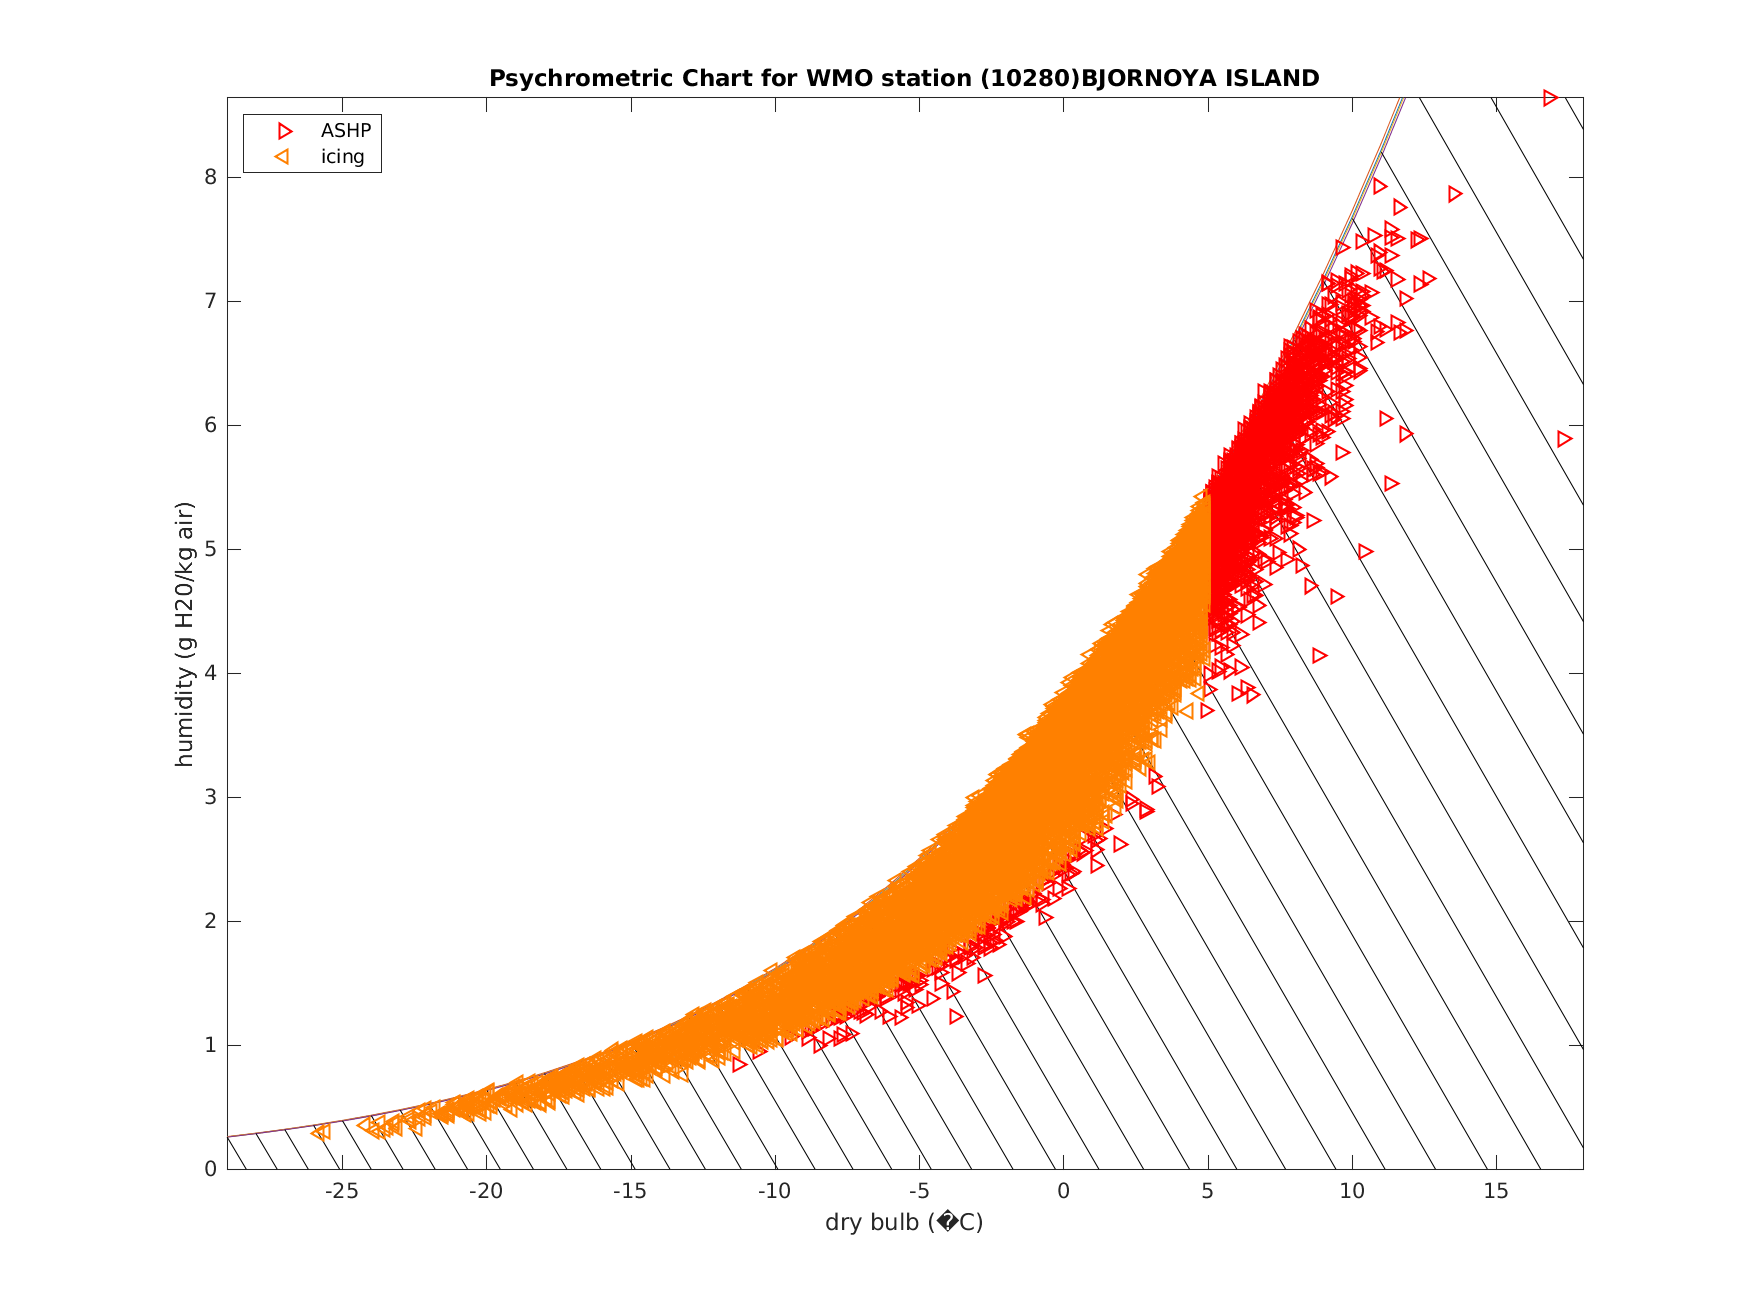 Psychrometric Chart for WMO station (10280)BJORNOYA ISLAND
ASHP
icing
8
7
6
5
4
3
2
1
0
humidity (g H20/kg air)
-25 -20 -15 -10 -5 0 5 10 15
dry bulb (�C)